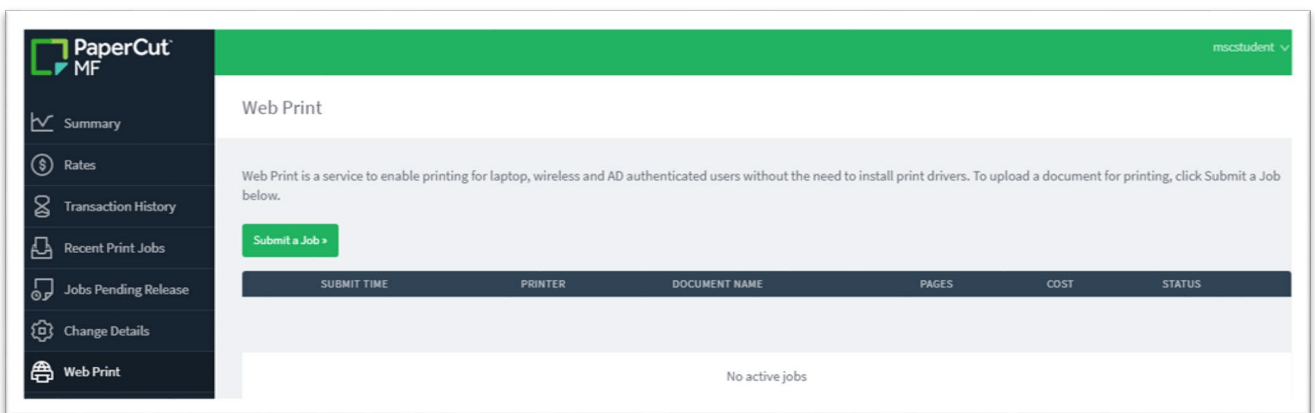 PaperCut
MF
mscstudent
Summary
Rates
Transaction History
Recent Print Jobs
Jobs Pending Release
Change Details
Web Print
Web Print
Web Print is a service to enable printing for laptop, wireless and AD authenticated users without the need to install print drivers. To upload a document for printing, click Submit a Job
below.
Submit a Job »
SUBMIT TIME PRINTER DOCUMENT NAME PAGES COST STATUS
No active jobs